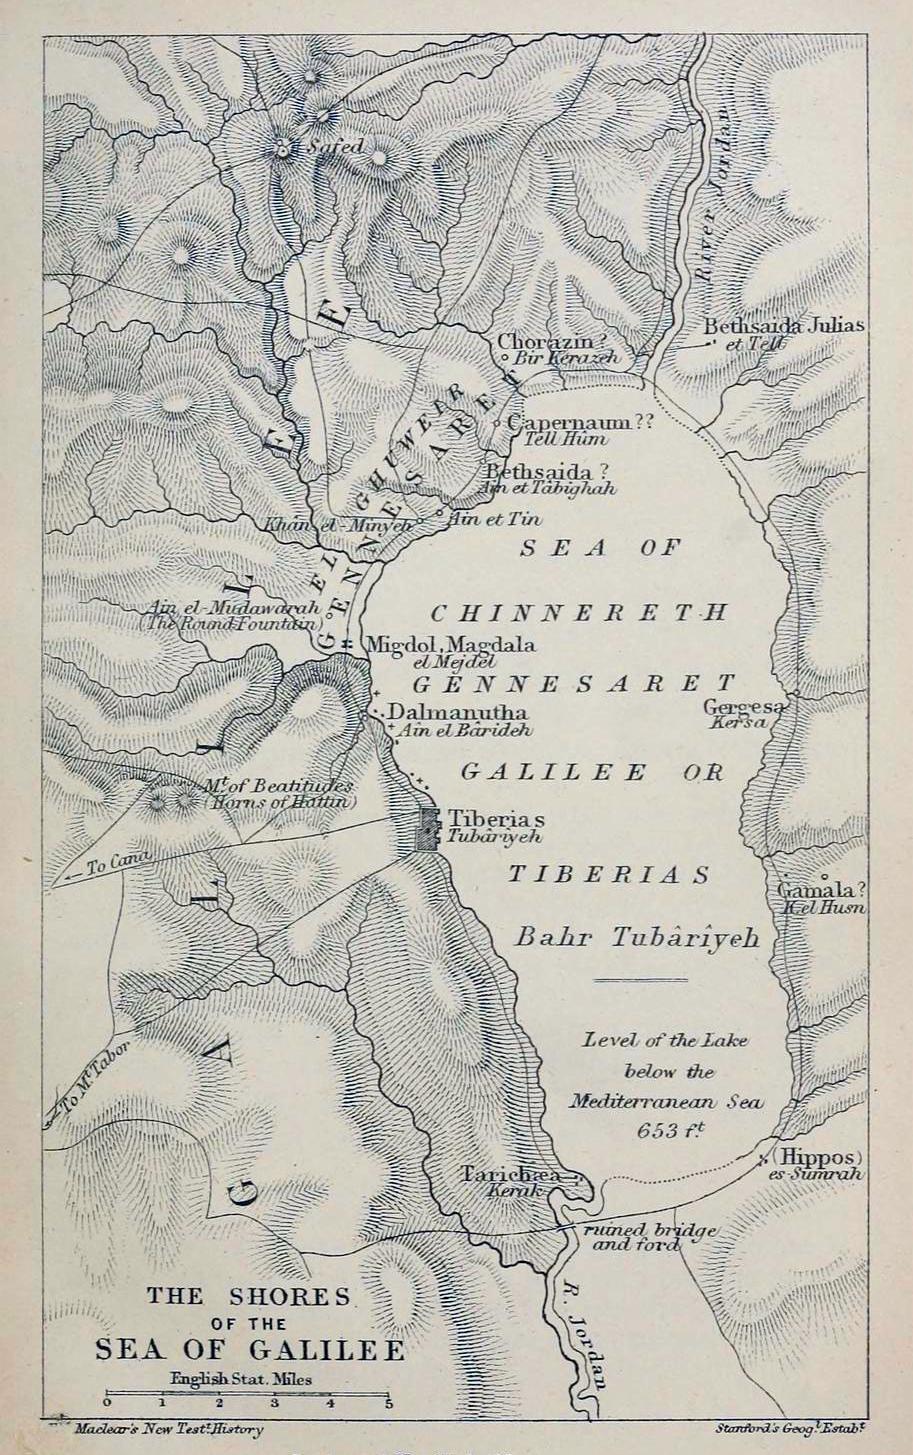 Safed
River Jordan
Bethsaida Julias
et Tell
Chorazin?
Bir Kerazeh
Capernaum??
Tell Hûm
Bethsaida?
Ain et Tâbighah
Khan el-Minyeh
Ain et Tin
EL GHUWEIR
GENNESARET
Ain el-Mudawarah
(The Round Fountain)
Migdol, Magdala
el Mejdel
Dalmanutha
Ain el Bârideh
SEA OF
CHINNERETH
GENNESARET
GALILEE OR
TIBERIAS
Bahr Tubârîyeh
Gergesa
Kersa
Mt. of Beatitudes
(Horns of Hattin)
Tiberias
Tubârîyeh
To Cana
Gamala?
K. el Husn
GALILEE
Level of the Lake
below the
Mediterranean Sea
653 ft.
To Mt. Tabor
Tarichæa
Kerak
(Hippos)
es-Sumrah
ruined bridge
and ford
R. Jordan
THE SHORES
OF THE
SEA OF GALILEE
English Stat. Miles
0 1 2 3 4 5
Maclear's New Testt. History
Stanford's Geogl. Estabt.